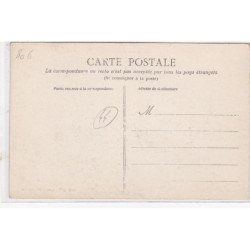 806
CARTE POSTALE
La correspondance au recto n'est pas acceptée par tous les pays étrangers
(Se renseigner à la poste)
Partie réservée à la correspondance
Adresse du destinataire
M